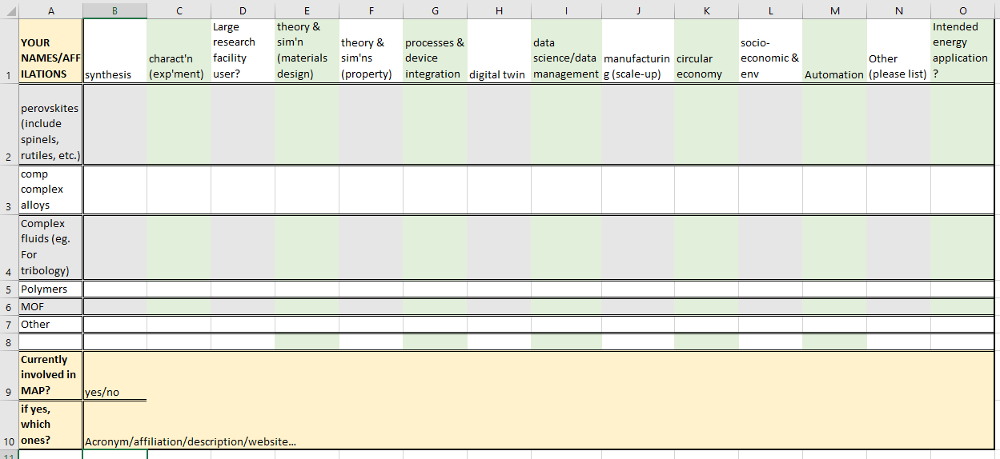 A B C D E F G H I J K L M N O
1
YOUR
NAMES/AFF
ILATIONS
synthesis
charact'n
(exp'ment)
Large
research
facility
user?
theory &
sim'n
(materials
design)
theory &
sim'ns
(property)
processes &
device
integration
digital twin
data
science/data
management
manufacturin
g (scale-up)
circular
economy
socio-
economic &
env
Automation
Other
(please list)
Intended
energy
application
?
2
perovskites
(include
spinels,
rutiles, etc.)
3
comp
complex
alloys
4
Complex
fluids (eg.
For
tribology)
5 Polymers
6 MOF
7 Other
8
9
Currently
involved in
MAP?
yes/no
10
if yes,
which
ones?
Acronym/affiliation/description/website...
11